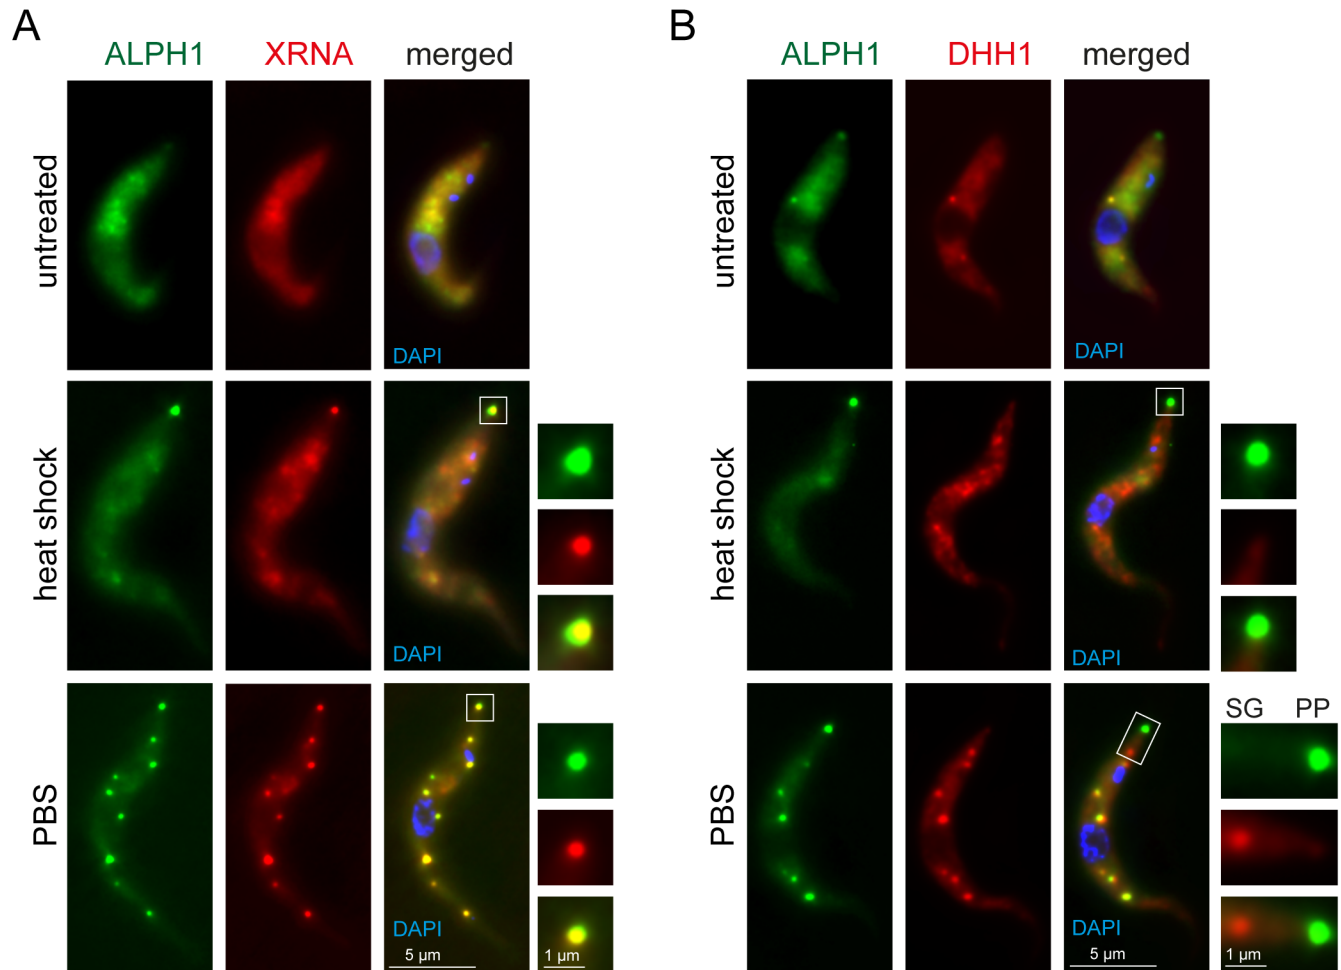 A
ALPH1 XRNA merged
untreated
DAPI
heat shock
DAPI
PBS
DAPI
5 µm
1 µm
B
ALPH1 DHH1 merged
untreated
DAPI
heat shock
DAPI
PBS
SG PP
DAPI
5 µm
1 µm